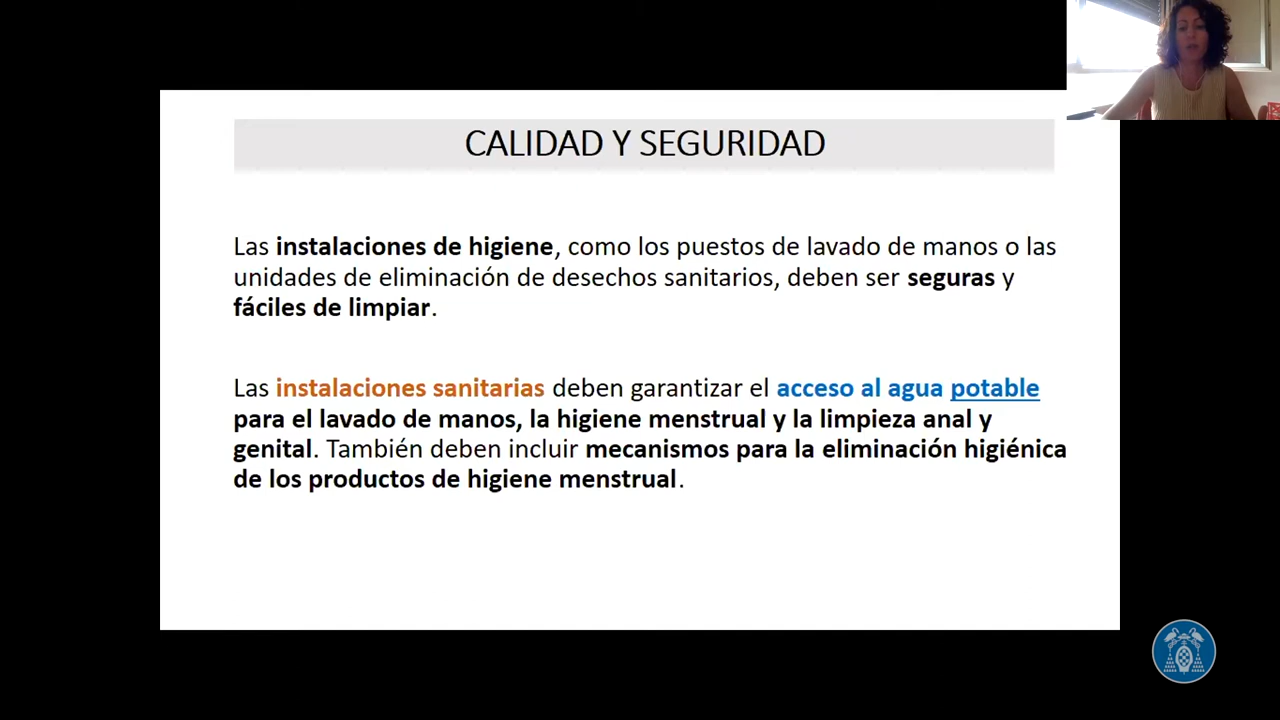 CALIDAD Y SEGURIDAD
Las instalaciones de higiene, como los puestos de lavado de manos o las
unidades de eliminación de desechos sanitarios, deben ser seguras y
fáciles de limpiar.
Las instalaciones sanitarias deben garantizar el acceso al agua potable
para el lavado de manos, la higiene menstrual y la limpieza anal y
genital. También deben incluir mecanismos para la eliminación higiénica
de los productos de higiene menstrual.